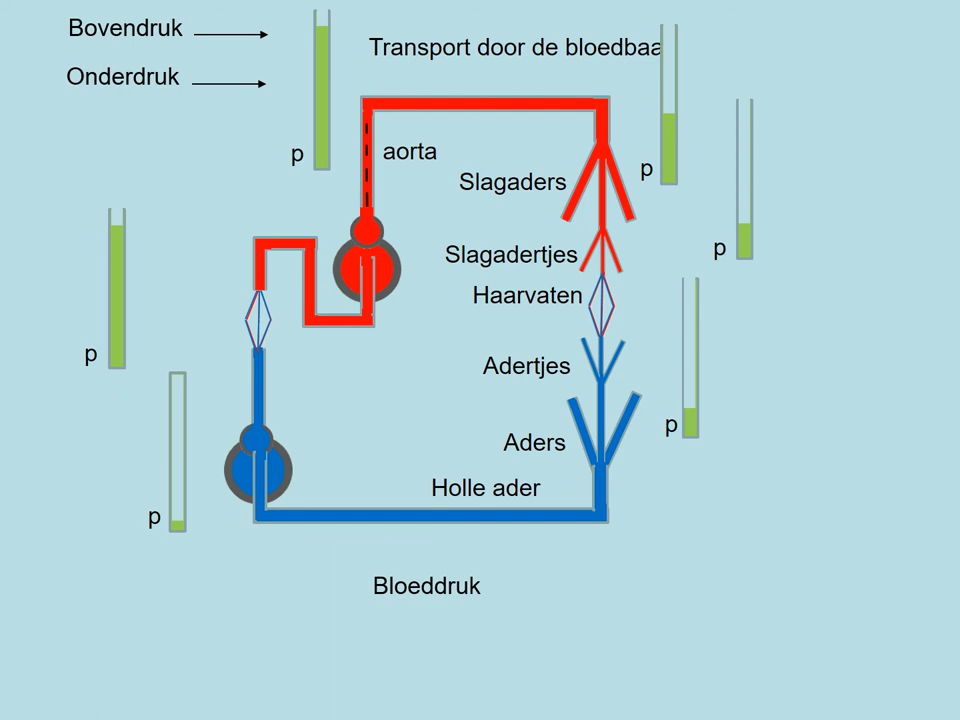 Bovendruk
Transport door de bloedbaa
Onderdruk
p
aorta
p
Slagaders
p
Slagadertjes
Haarvaten
p
Adertjes
p
Aders
Holle ader
p
Bloeddruk